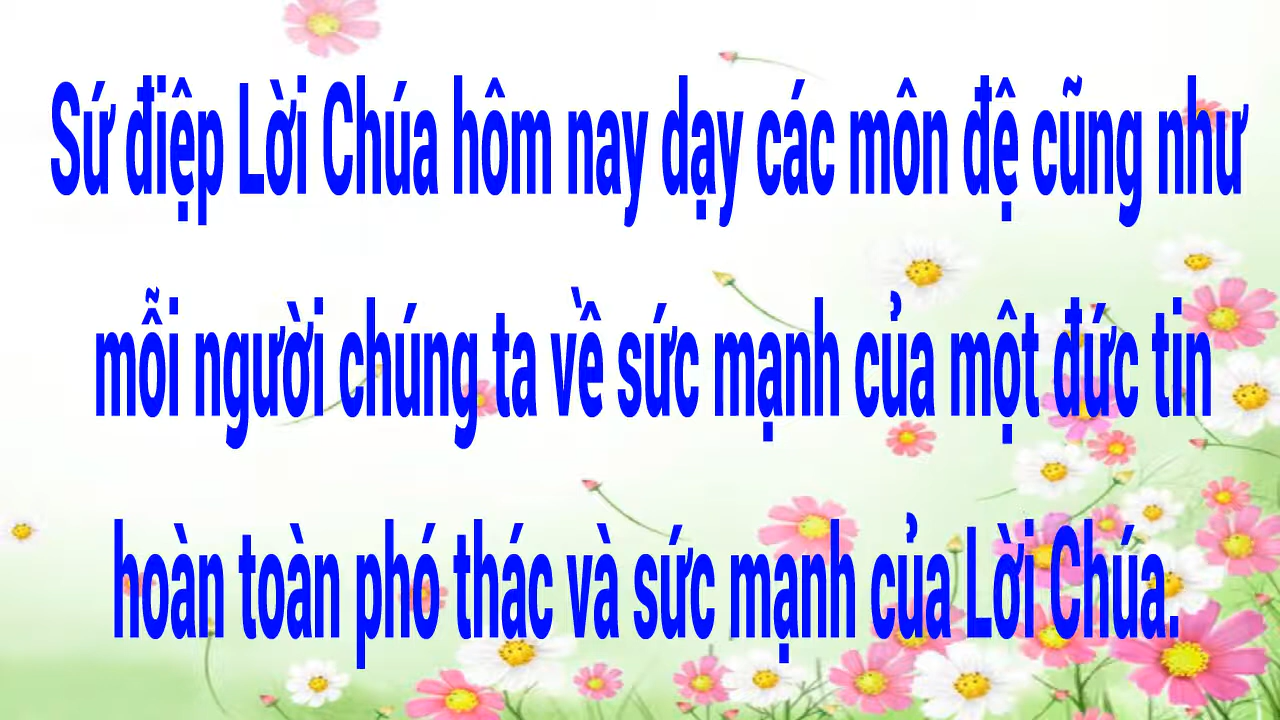 Sứ điệp Lời Chúa hôm nay dạy các môn đệ cũng như
mỗi người chúng ta về sức mạnh của một đức tin
hoàn toàn phó thác và sức mạnh của Lời Chúa.